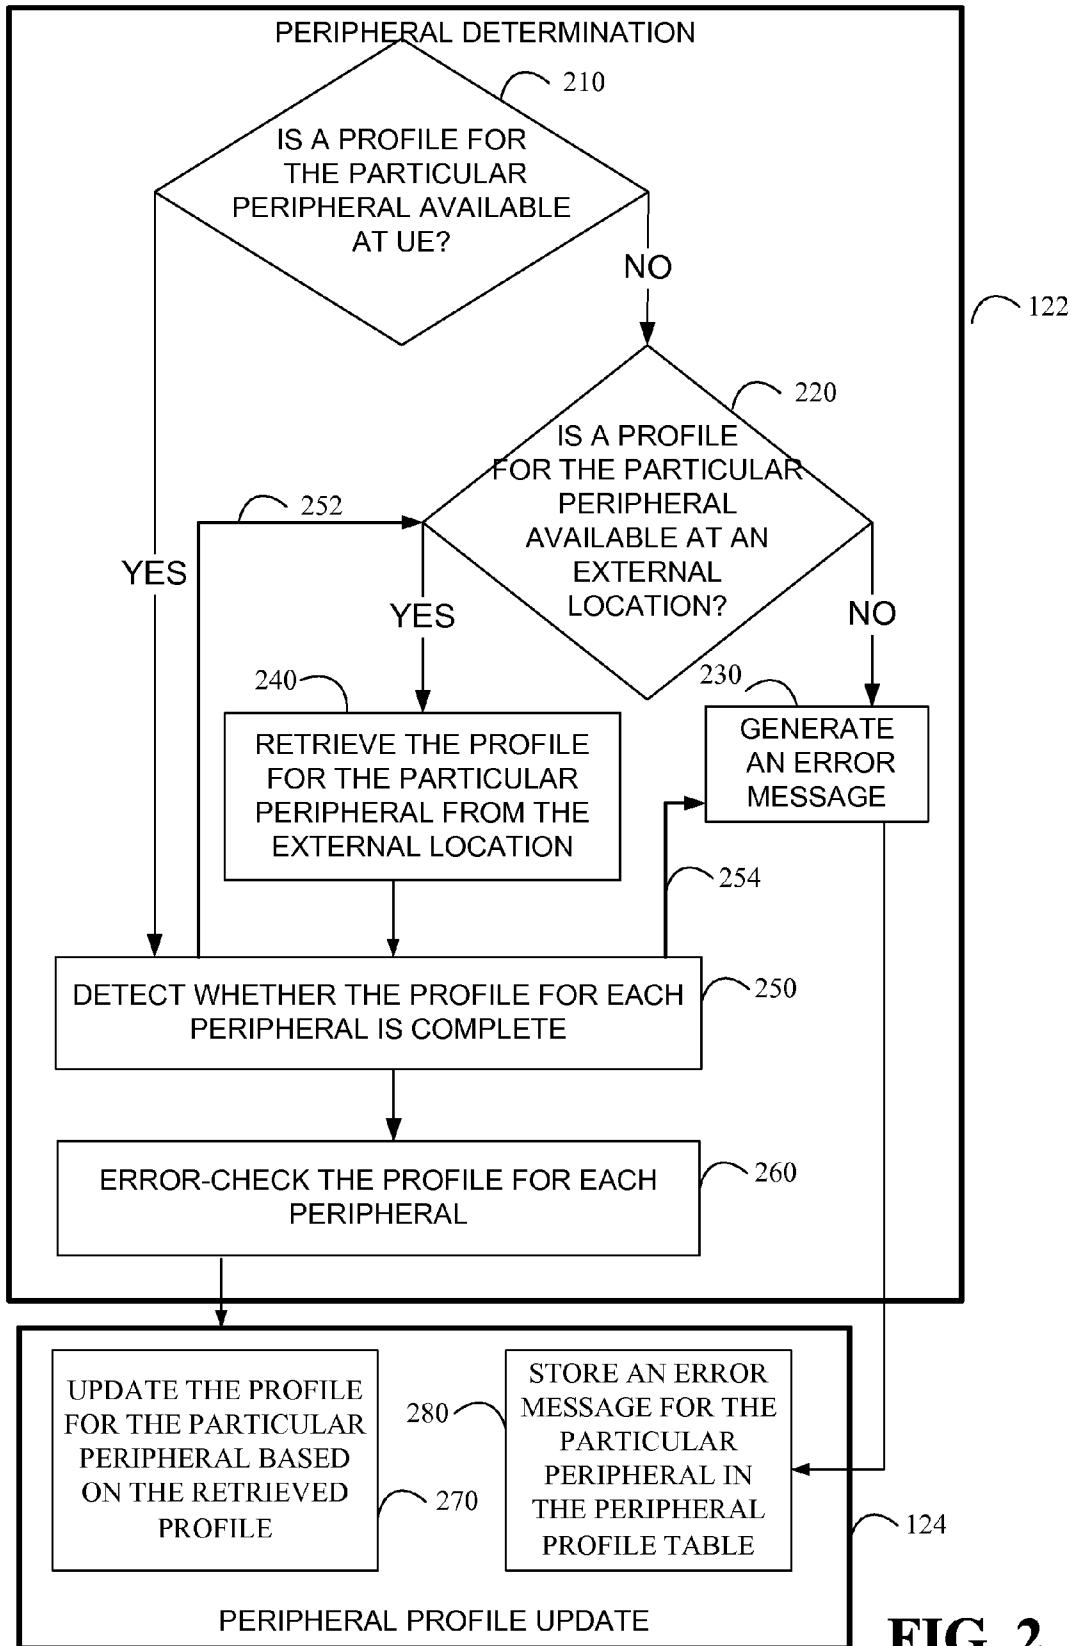 PERIPHERAL DETERMINATION
210
IS A PROFILE FOR
THE PARTICULAR
PERIPHERAL AVAILABLE
AT UE?
NO
122
220
IS A PROFILE
FOR THE PARTICULAR
PERIPHERAL
AVAILABLE AT AN
EXTERNAL
LOCATION?
252
YES
YES
NO
240
230
RETRIEVE THE PROFILE
FOR THE PARTICULAR
PERIPHERAL FROM THE
EXTERNAL LOCATION
GENERATE
AN ERROR
MESSAGE
254
DETECT WHETHER THE PROFILE FOR EACH
PERIPHERAL IS COMPLETE
250
ERROR-CHECK THE PROFILE FOR EACH
PERIPHERAL
260
UPDATE THE PROFILE
FOR THE PARTICULAR
PERIPHERAL BASED
ON THE RETRIEVED
PROFILE
270
280
STORE AN ERROR
MESSAGE FOR THE
PARTICULAR
PERIPHERAL IN
THE PERIPHERAL
PROFILE TABLE
124
PERIPHERAL PROFILE UPDATE
FIG. 2